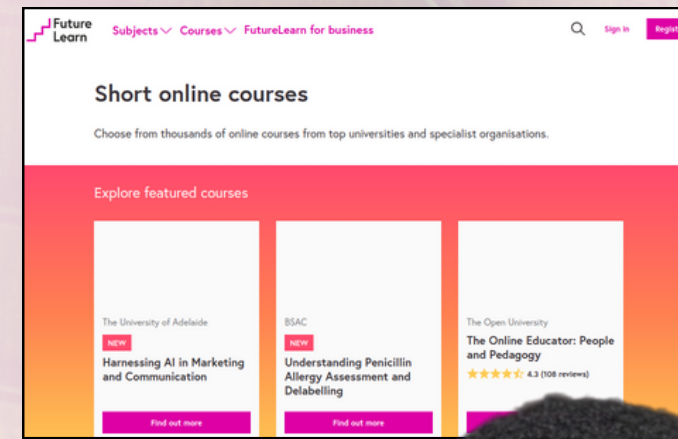 Future
Learn
Subjects Courses FutureLearn for business
Sign in
Short online courses
Choose from thousands of online courses from top universities and specialist organisations.
Explore featured courses
The University of Adelaide
NEW
Harnessing AI in Marketing
and Communication
Find out more
BSAC
NEW
Understanding Penicillin
Allergy Assessment and
Delabelling
Find out more
The Open University
The Online Educator: People
and Pedagogy
4.3 (108 reviews)